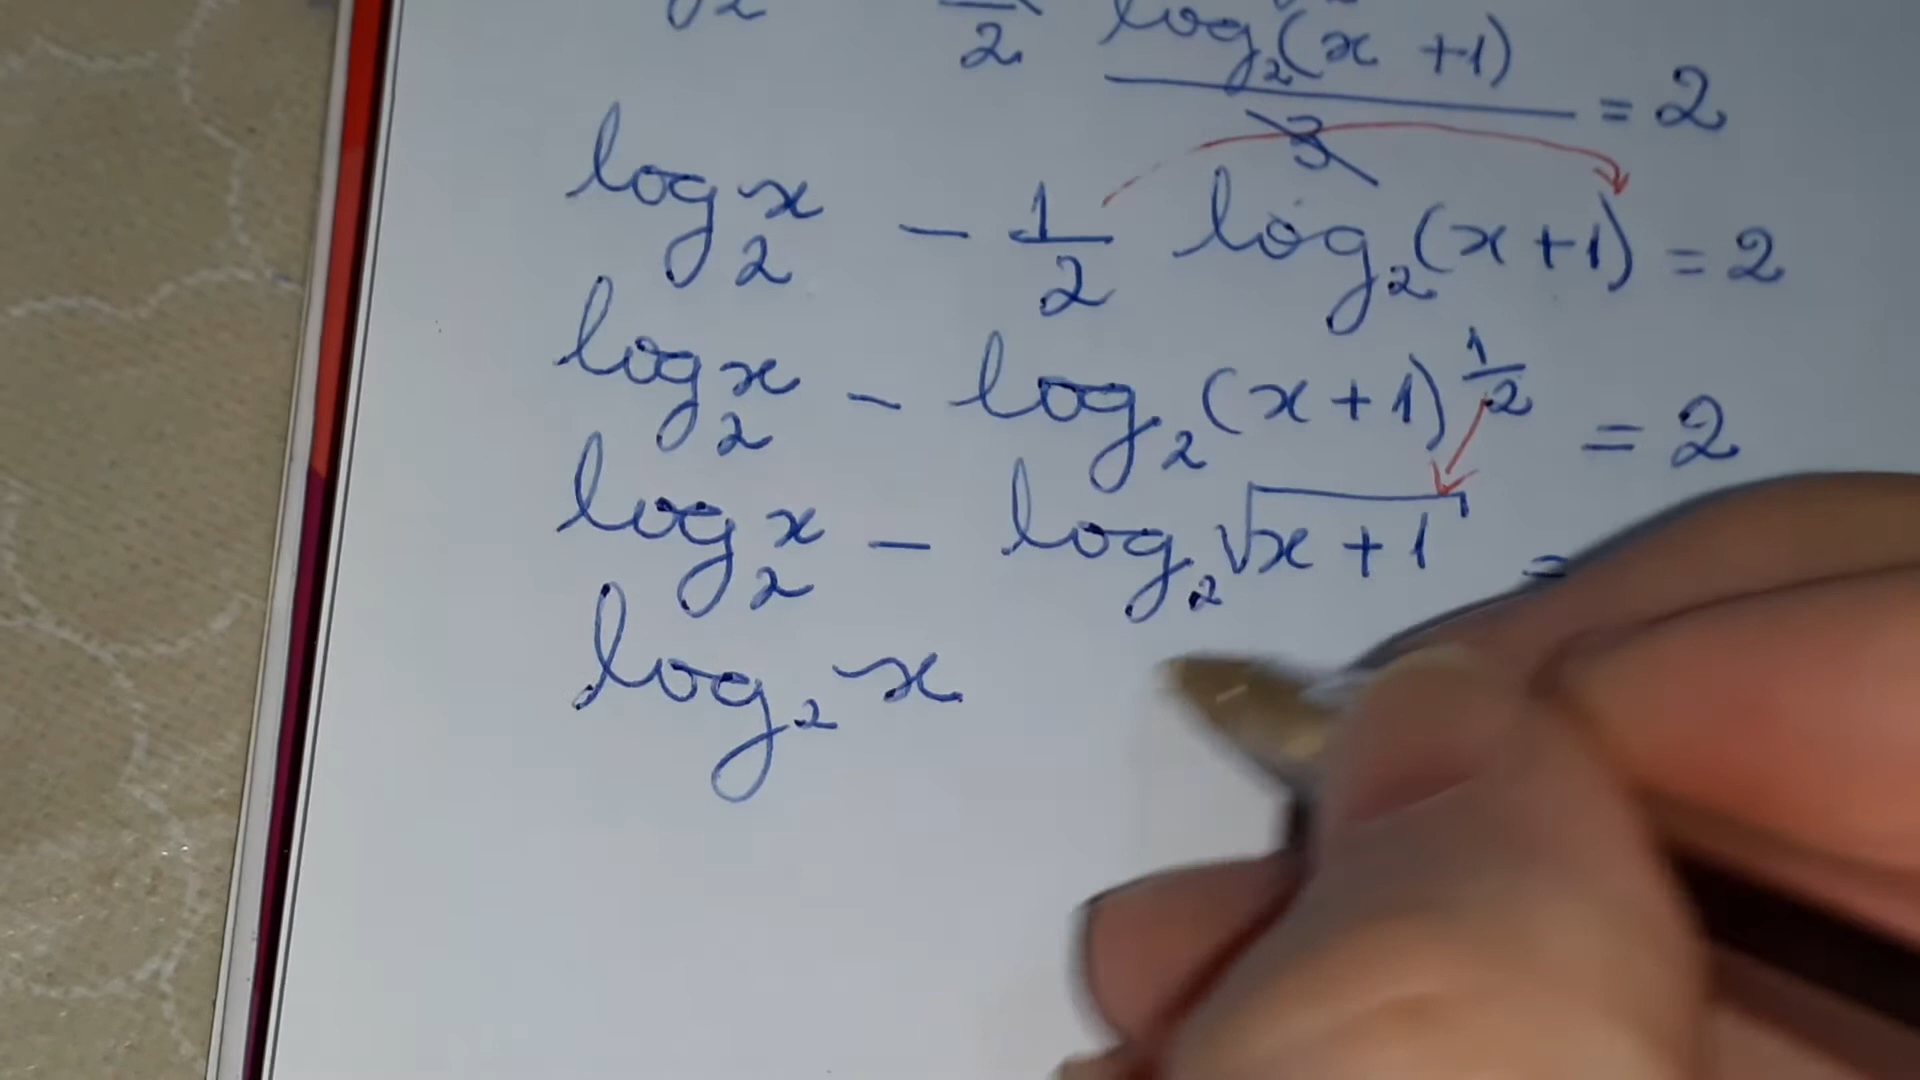 2 log₂(x+1)
3 = 2
log₂x - 1/2 log₂(x+1) = 2
log₂x - log₂(x+1)^1/2 = 2
log₂x - log₂√x+1 =
log₂x